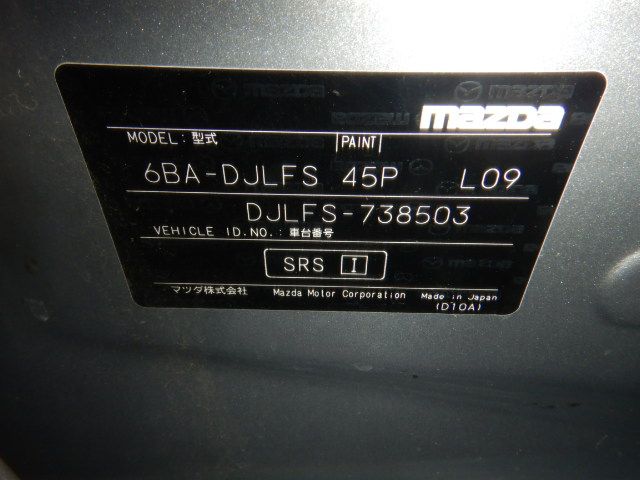 mazda
MODEL: 型式 PAINT
6BA-DJLFS 45P L09
DJLFS-738503
VEHICLE ID.NO.: 車台番号
SRS I
マツダ株式会社 Mazda Motor Corporation Made in Japan
(D10A)